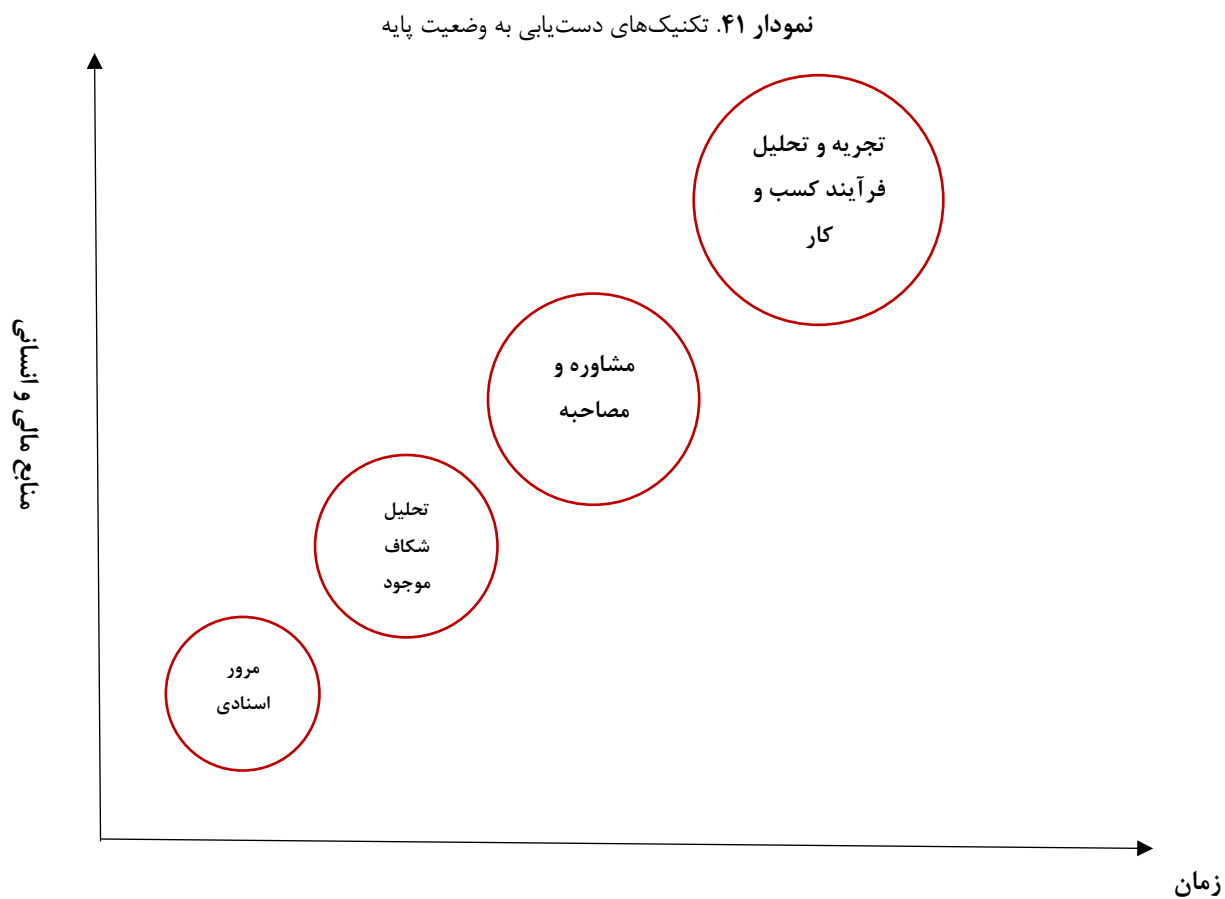 نمودار ۴۱. تکنیک‌های دست‌یابی به وضعیت پایه
تجریه و تحلیل
فرآیند کسب و
کار
مشاوره و
مصاحبه
تحلیل
شکاف
موجود
مرور
اسنادی
منابع مالی و انسانی
زمان